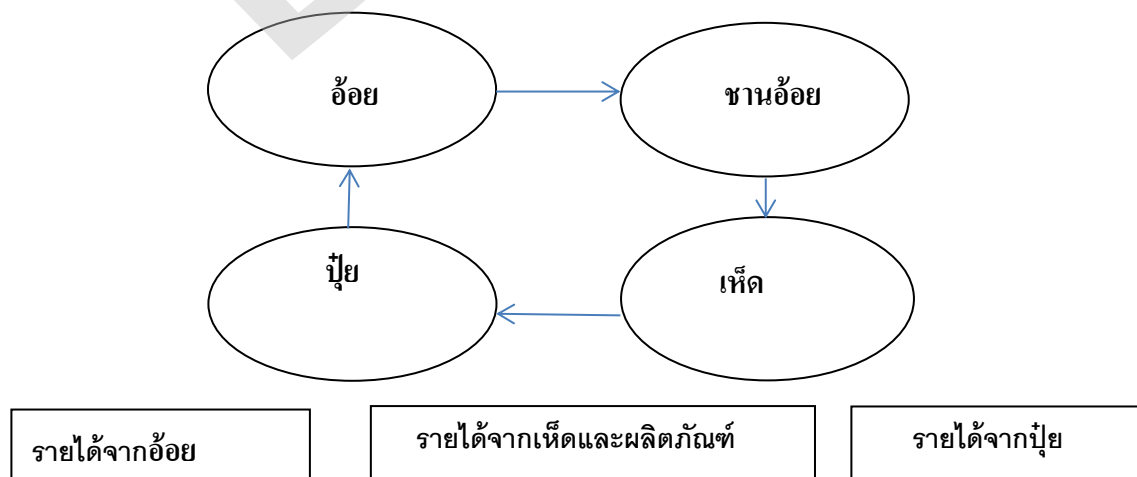 อ้อย
ชานอ้อย
ปุ๋ย
เห็ด
รายได้จากอ้อย
รายได้จากเห็ดและผลิตภัณฑ์
รายได้จากปุ๋ย